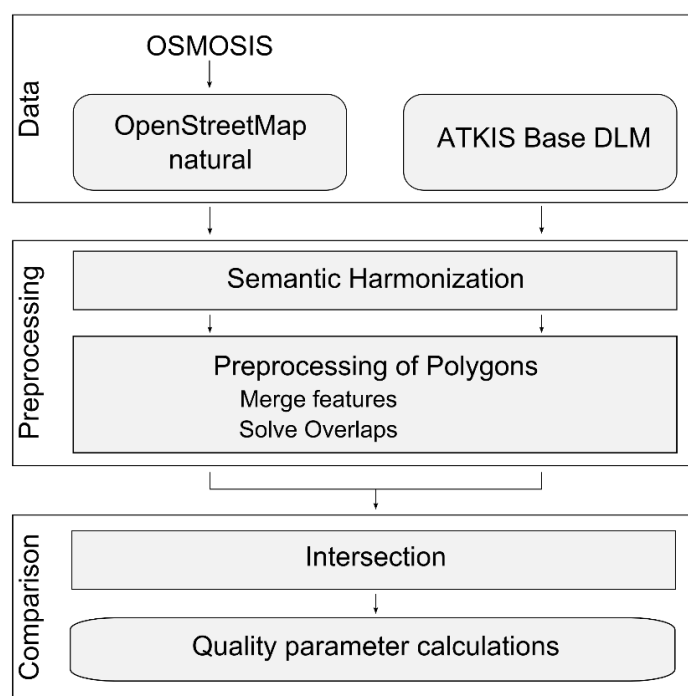 Data
OSMOSIS
OpenStreetMap
natural
ATKIS Base DLM
Preprocessing
Semantic Harmonization
Preprocessing of Polygons
Merge features
Solve Overlaps
Comparison
Intersection
Quality parameter calculations